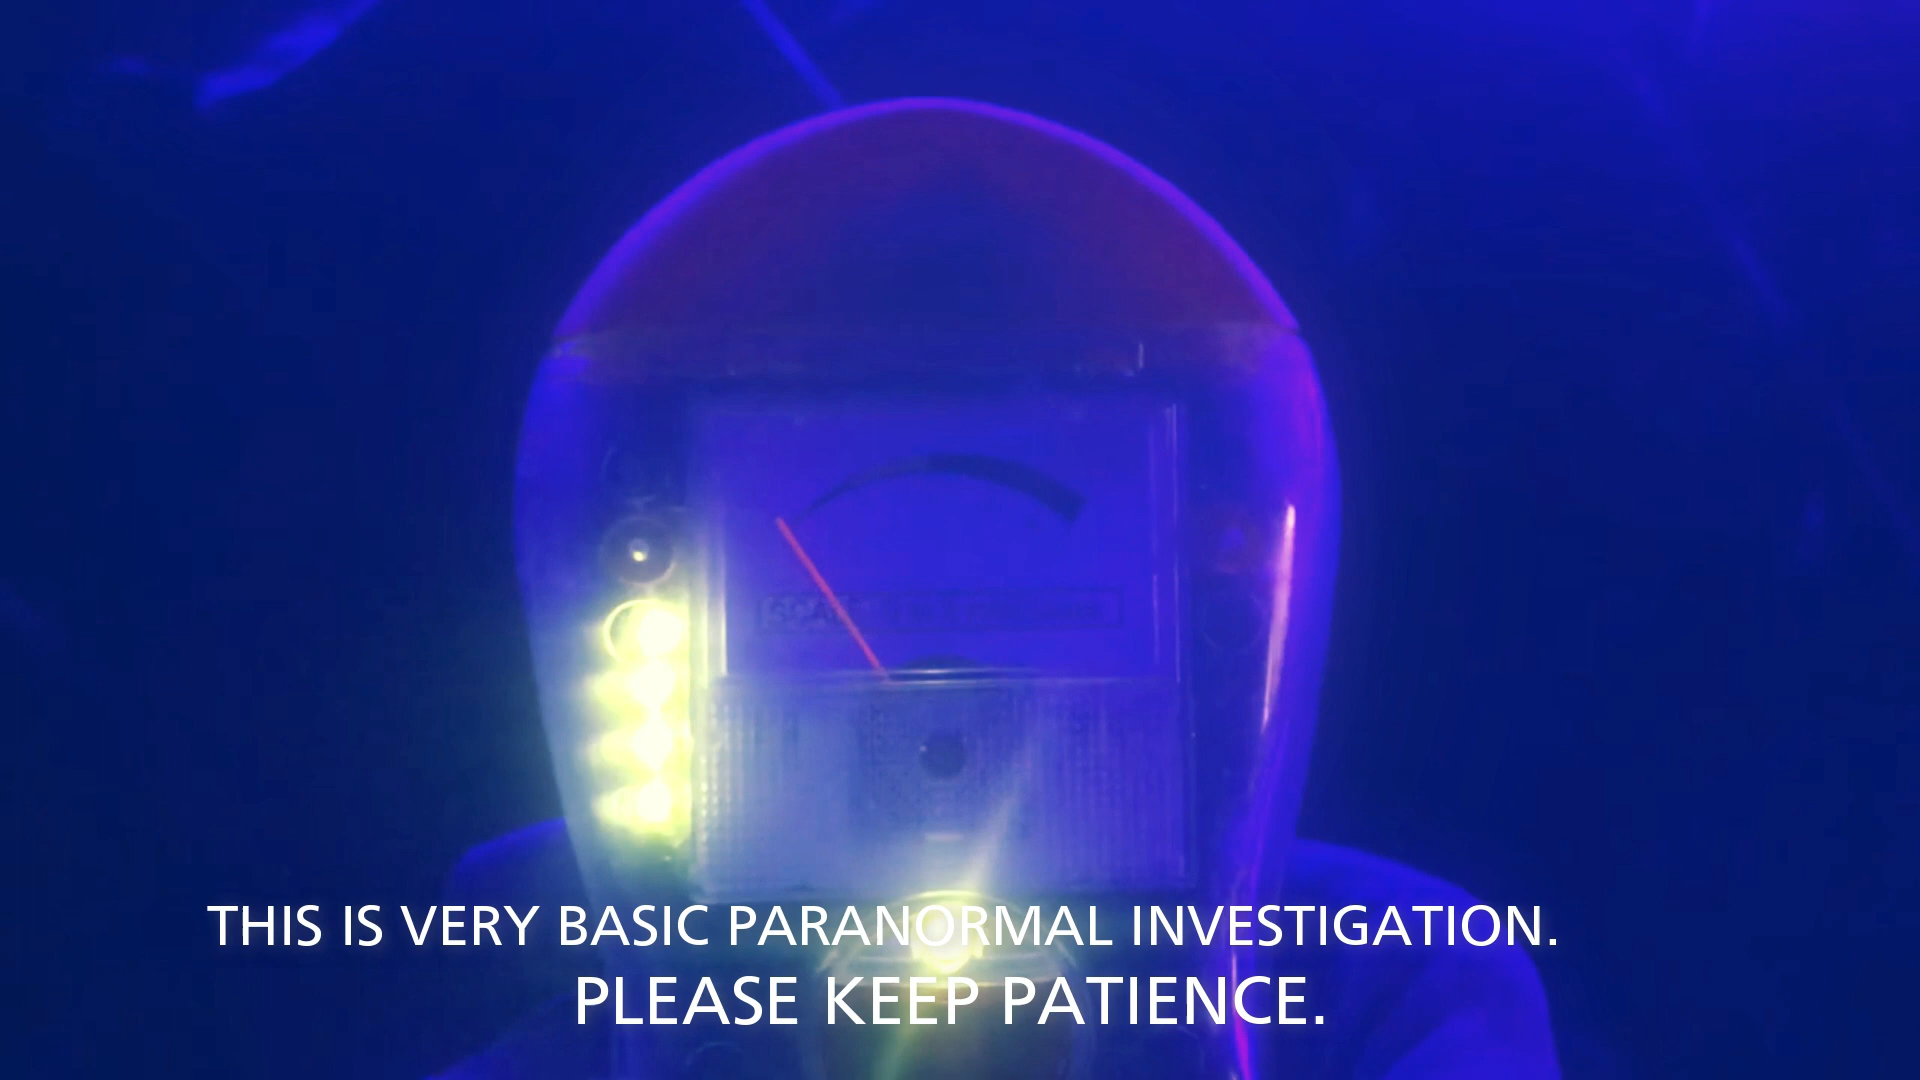 THIS IS VERY BASIC PARANORMAL INVESTIGATION.
PLEASE KEEP PATIENCE.